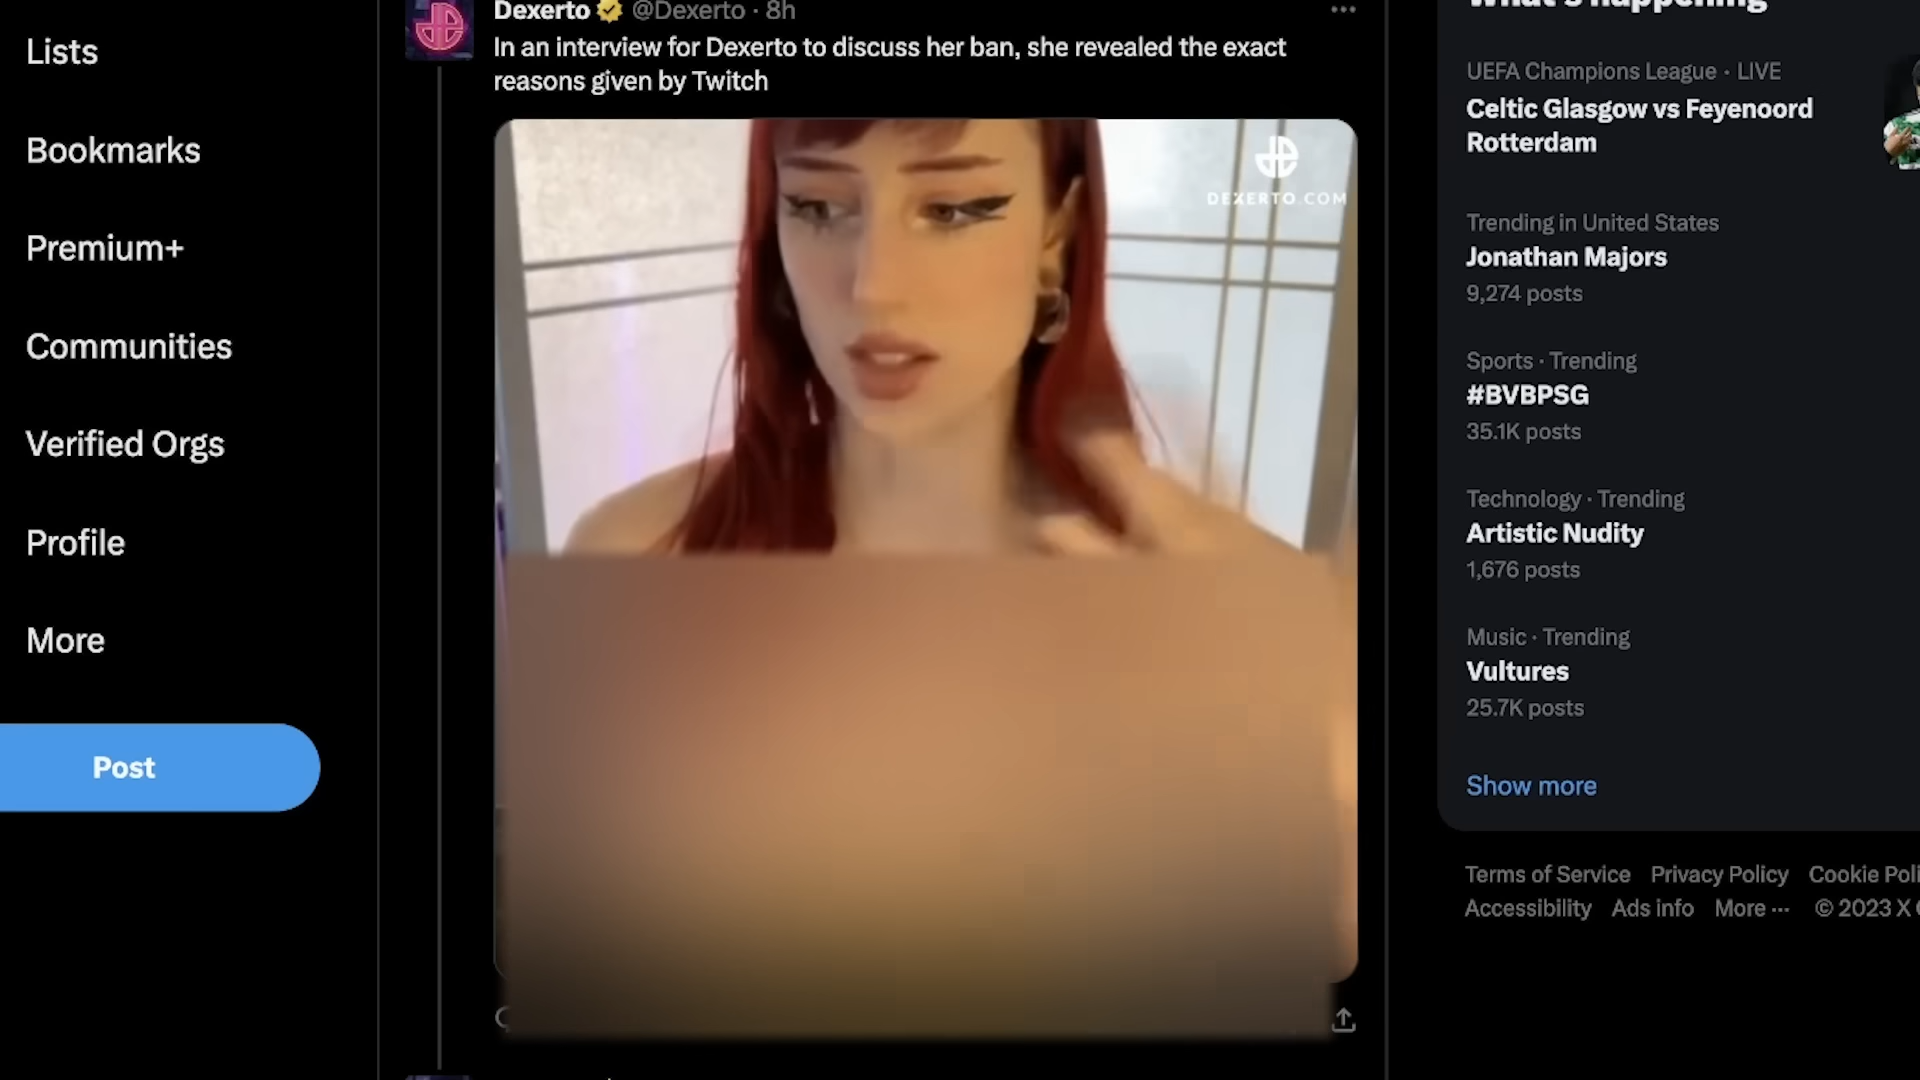 Lists
Bookmarks
Premium+
Communities
Verified Orgs
Profile
More
Post
Dexerto @Dexerto · 8h
In an interview for Dexerto to discuss her ban, she revealed the exact
reasons given by Twitch
DEXERTO.COM
What's happening
UEFA Champions League · LIVE
Celtic Glasgow vs Feyenoord
Rotterdam
Trending in United States
Jonathan Majors
9,274 posts
Sports · Trending
#BVBPSG
35.1K posts
Technology · Trending
Artistic Nudity
1,676 posts
Music · Trending
Vultures
25.7K posts
Show more
Terms of Service Privacy Policy Cookie Poli
Accessibility Ads info More ··· © 2023 X